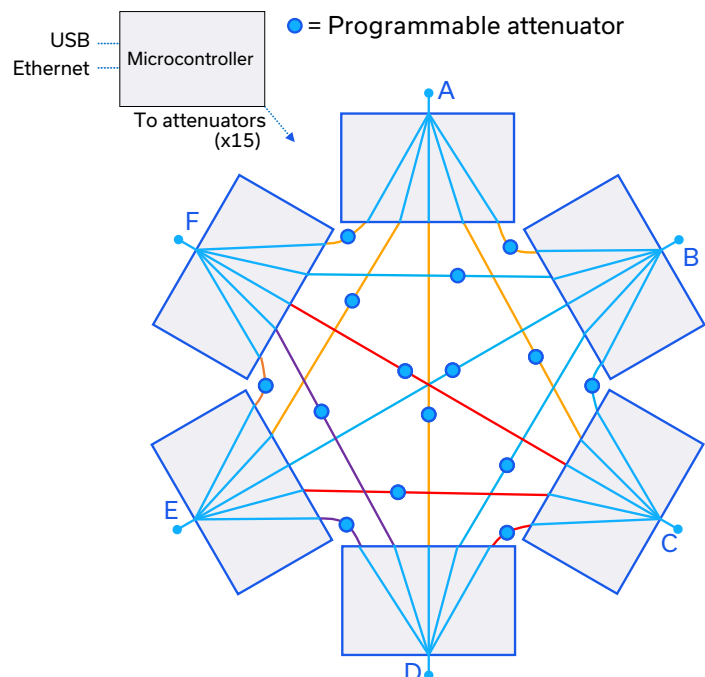 USB
Ethernet
Microcontroller
= Programmable attenuator
To attenuators
(x15)
A
F
B
E
C
D